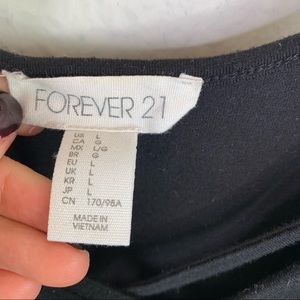 FOREVER 21
US L
CA G
MX L/G
BR G
EU L
UK L
KR L
JP L
CN 170/98A
MADE IN
VIETNAM